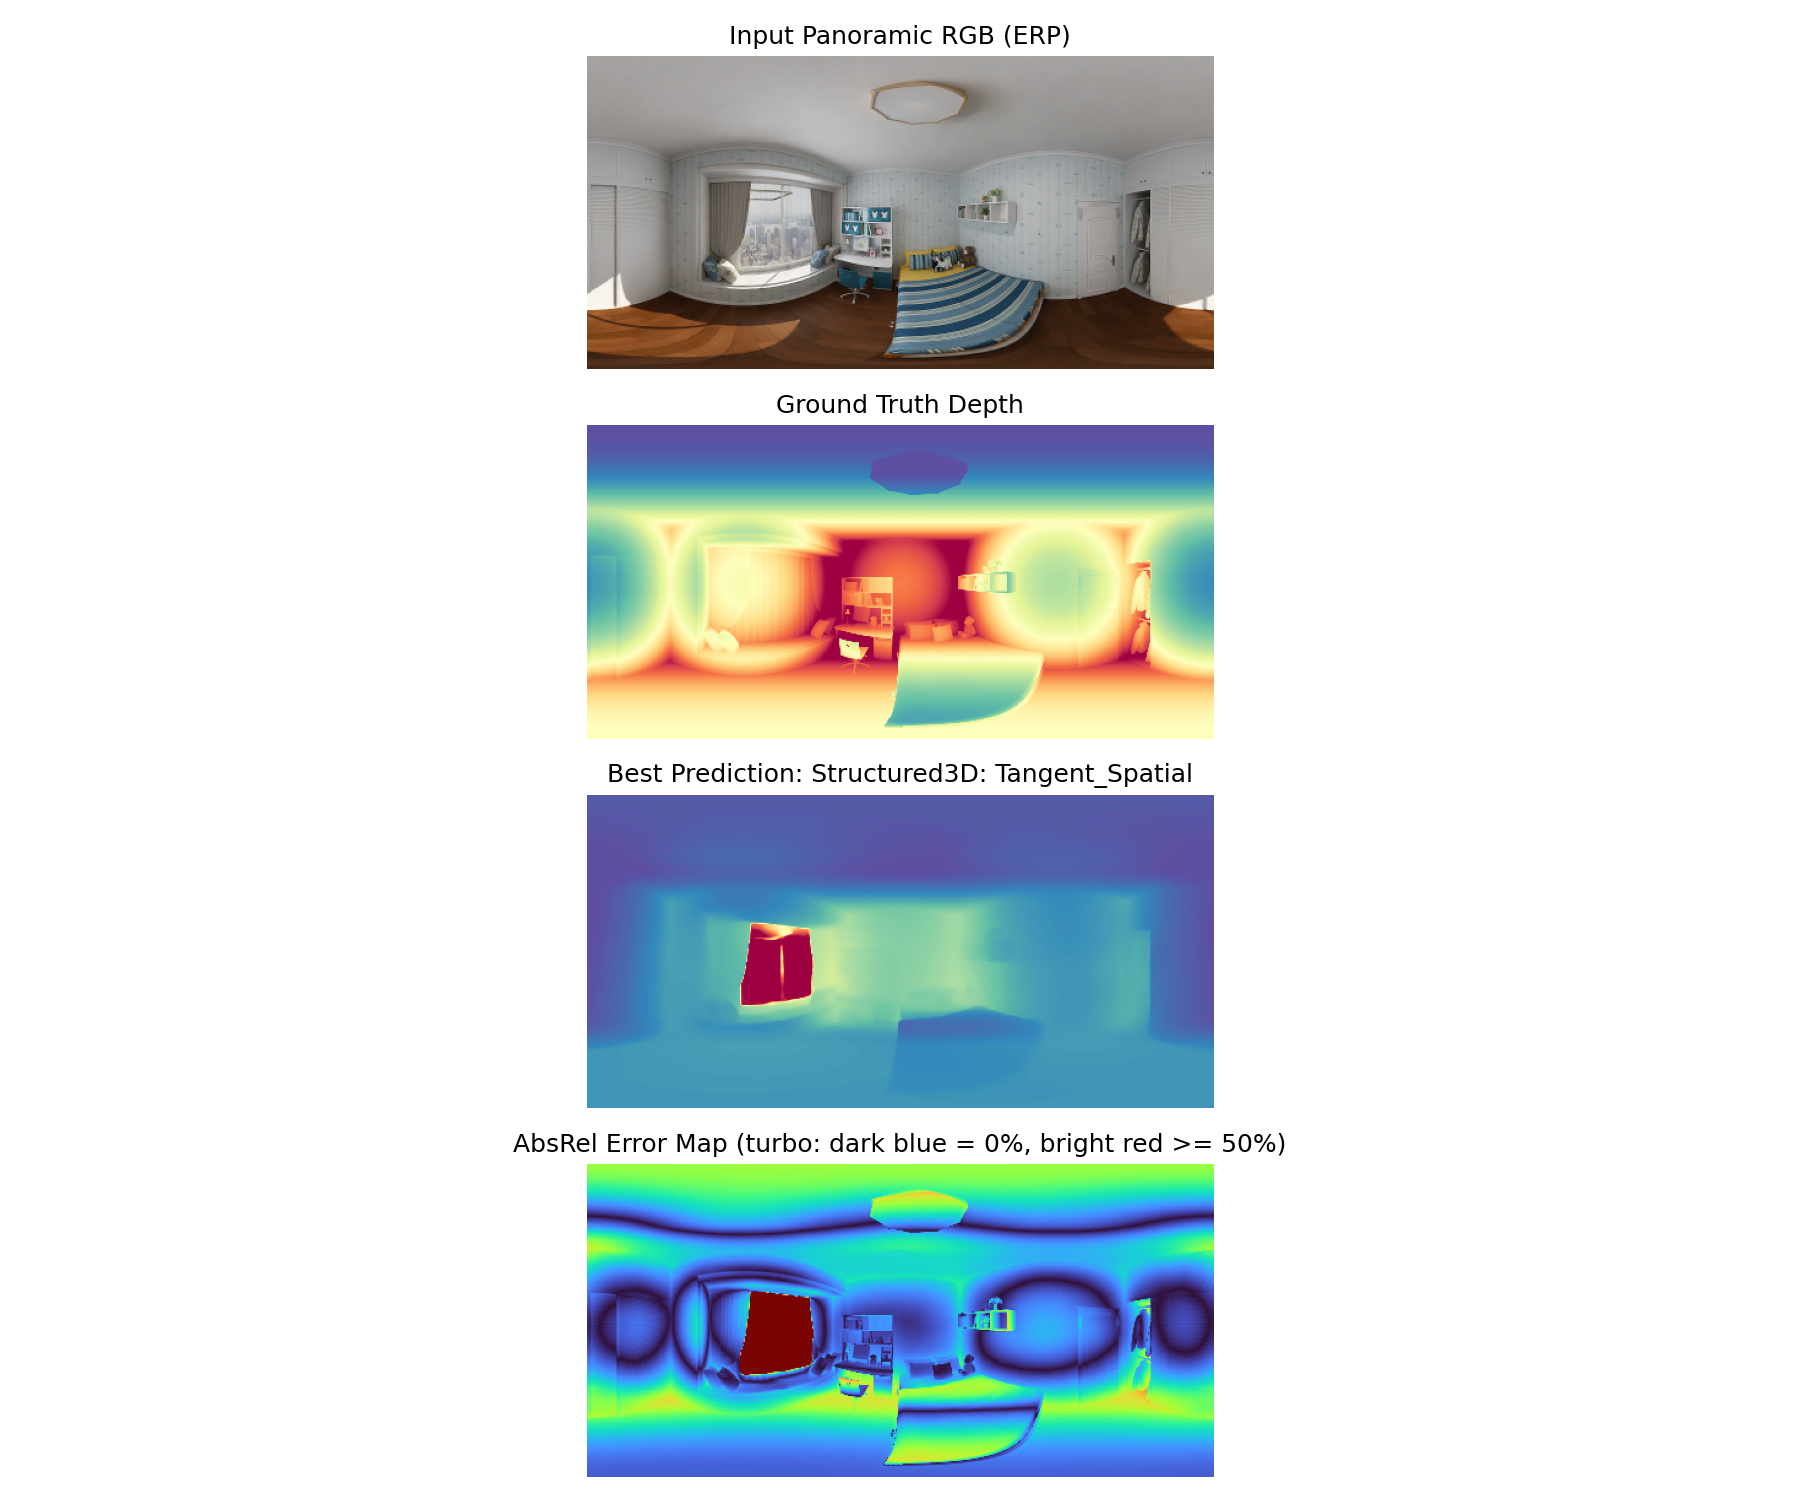 Input Panoramic RGB (ERP)
Ground Truth Depth
Best Prediction: Structured3D: Tangent_Spatial
AbsRel Error Map (turbo: dark blue = 0%, bright red >= 50%)